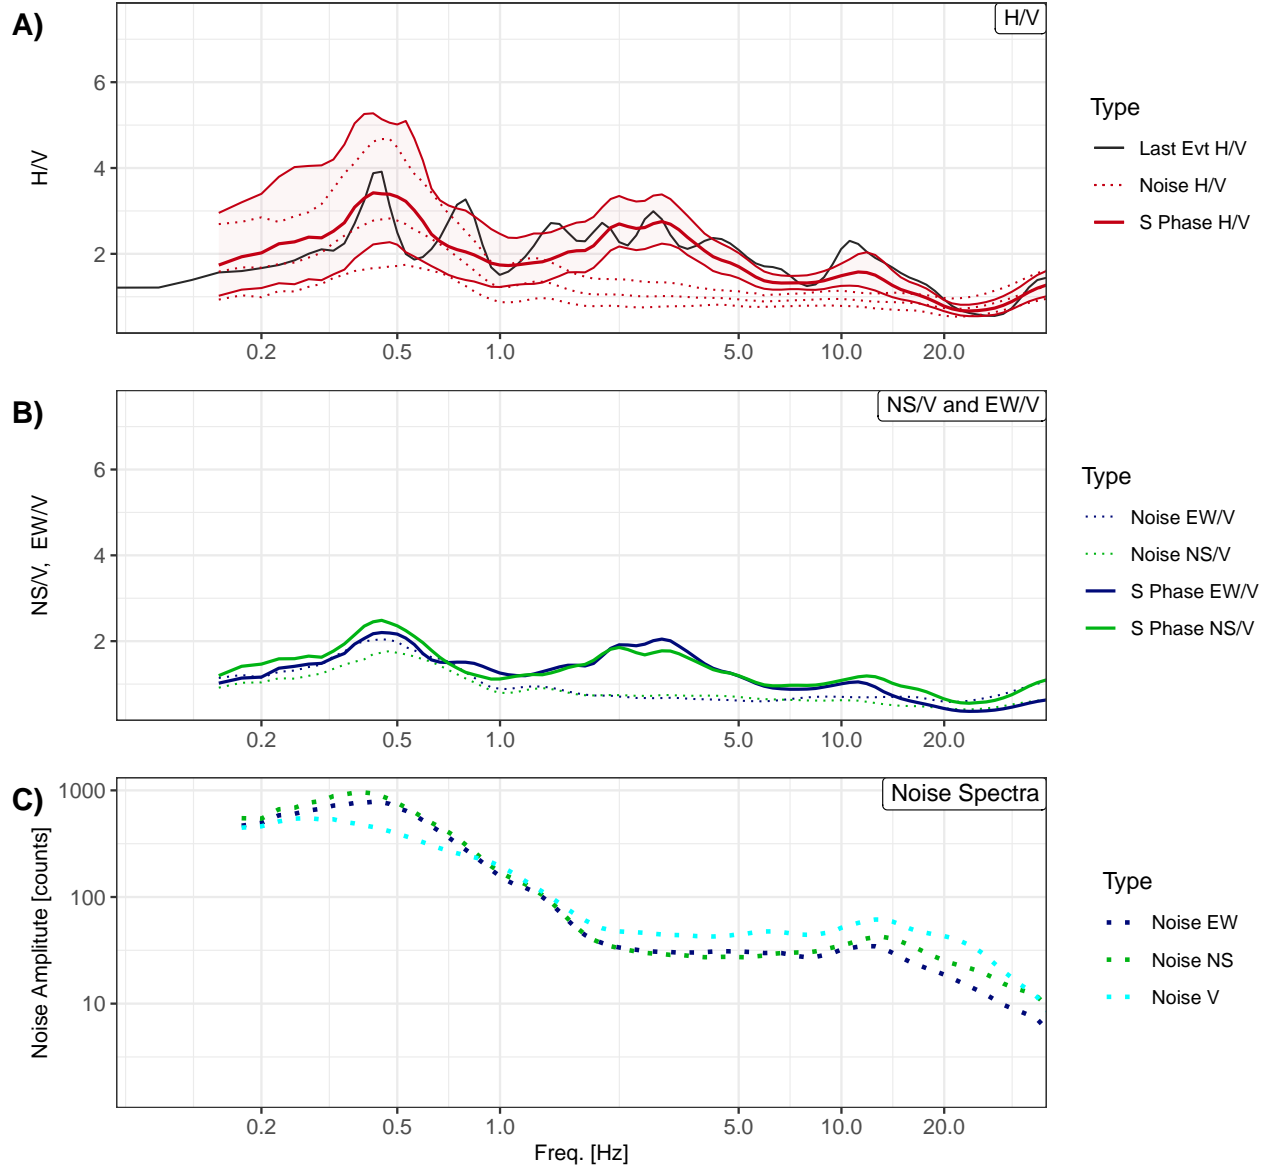 A)
H/V
6
4
2
H/V
0.2 0.5 1.0 5.0 10.0 20.0
Type
Last Evt H/V
Noise H/V
S Phase H/V
B)
NS/V and EW/V
6
4
2
NS/V, EW/V
0.2 0.5 1.0 5.0 10.0 20.0
Type
Noise EW/V
Noise NS/V
S Phase EW/V
S Phase NS/V
C)
Noise Spectra
1000
100
10
Noise Amplitute [counts]
0.2 0.5 1.0 5.0 10.0 20.0
Freq. [Hz]
Type
Noise EW
Noise NS
Noise V